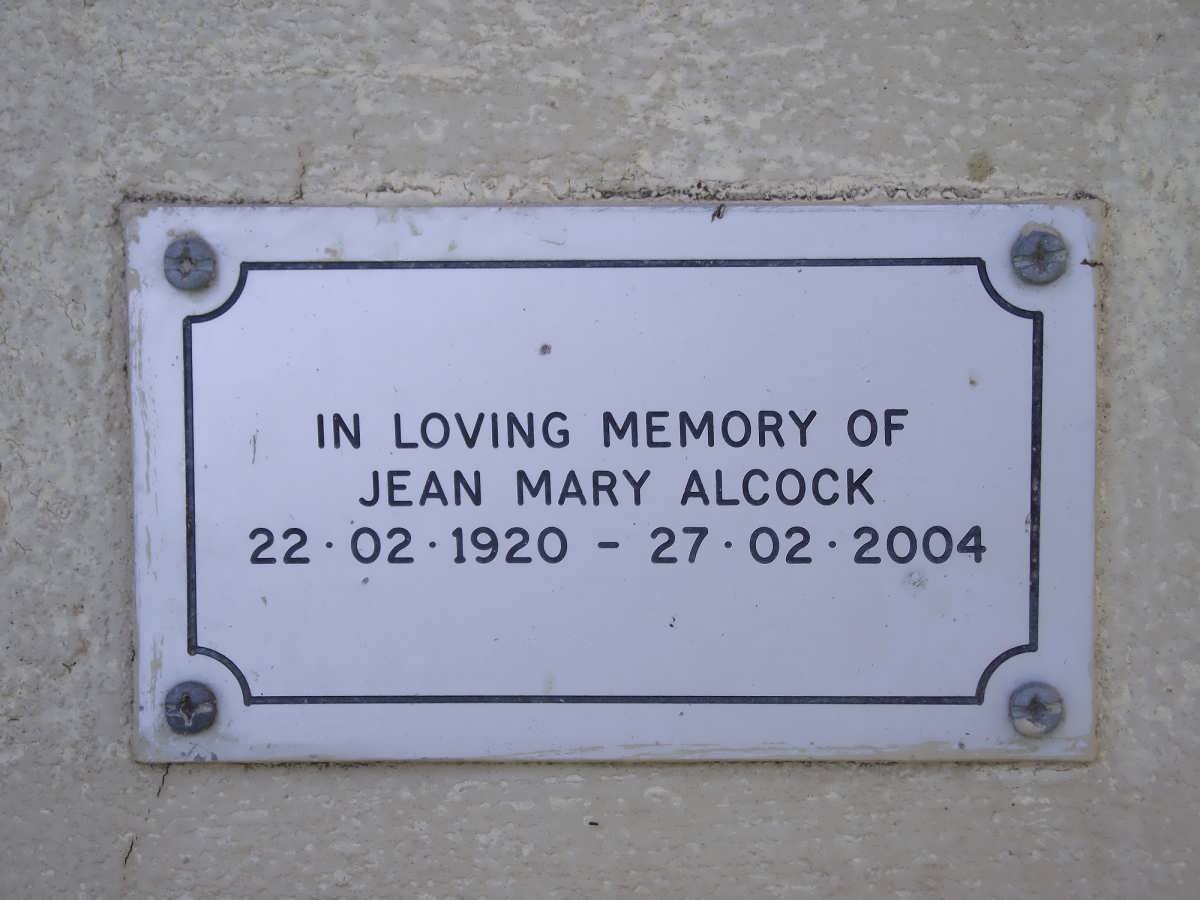 IN LOVING MEMORY OF
JEAN MARY ALCOCK
22·02·1920 - 27·02·2004